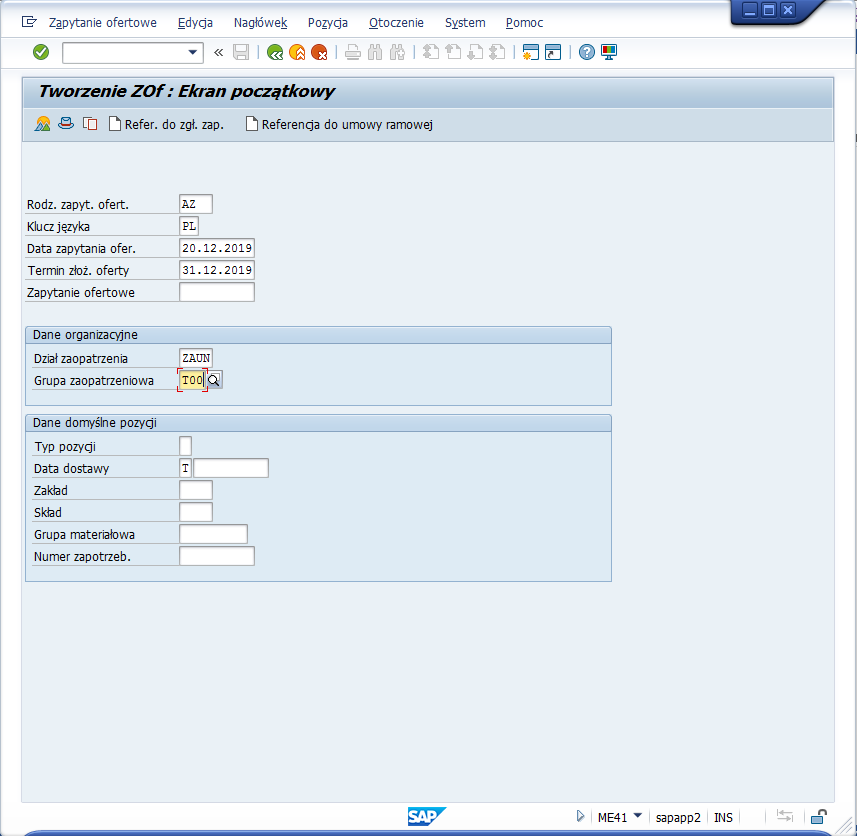 Zapytanie ofertowe Edycja Nagłówek Pozycja Otoczenie System Pomoc
Tworzenie ZOf : Ekran początkowy
Refer. do zgł. zap. Referencja do umowy ramowej
Rodz. zapyt. ofert. AZ
Klucz języka PL
Data zapytania ofer. 20.12.2019
Termin złoż. oferty 31.12.2019
Zapytanie ofertowe
Dane organizacyjne
Dział zaopatrzenia ZAUN
Grupa zaopatrzeniowa T00
Dane domyślne pozycji
Typ pozycji
Data dostawy T
Zakład
Skład
Grupa materiałowa
Numer zapotrzeb.
SAP ME41 sapapp2 INS